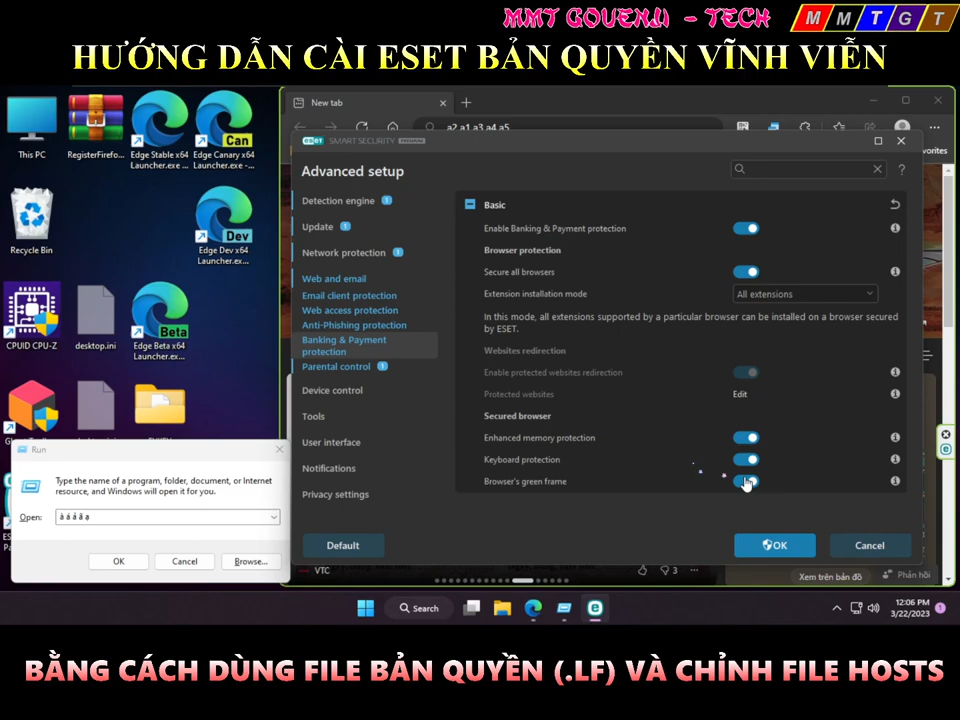 MMT GOUENJI - TECH
M M T G T
HƯỚNG DẪN CÀI ESET BẢN QUYỀN VĨNH VIỄN
This PC
RegisterFirefo...
Edge Stable x64 Launcher.exe ...
Edge Canary x64 Launcher.exe -...
Can
Recycle Bin
Dev
Edge Dev x64 Launcher.ex...
CPUID CPU-Z
desktop.ini
Beta
Edge Beta x64 Launcher.ex...
New tab
a2 a1 a3 a4 a5
eset SMART SECURITY PREMIUM
Advanced setup
Detection engine 1
Update 1
Network protection 1
Web and email
Email client protection
Web access protection
Anti-Phishing protection
Banking & Payment
protection
Parental control 1
Device control
Tools
User interface
Notifications
Privacy settings
Basic
Enable Banking & Payment protection
Browser protection
Secure all browsers
Extension installation mode
All extensions
In this mode, all extensions supported by a particular browser can be installed on a browser secured
by ESET.
Websites redirection
Enable protected websites redirection
Protected websites
Edit
Secured browser
Enhanced memory protection
Keyboard protection
Browser's green frame
Default
OK
Cancel
Run
Type the name of a program, folder, document, or Internet
resource, and Windows will open it for you.
Open:
à á ả ã ạ
OK
Cancel
Browse...
VTC
3
Xem trên bản đồ
Phản hồi
Search
12:06 PM
3/22/2023
1
BẰNG CÁCH DÙNG FILE BẢN QUYỀN (.LF) VÀ CHỈNH FILE HOSTS